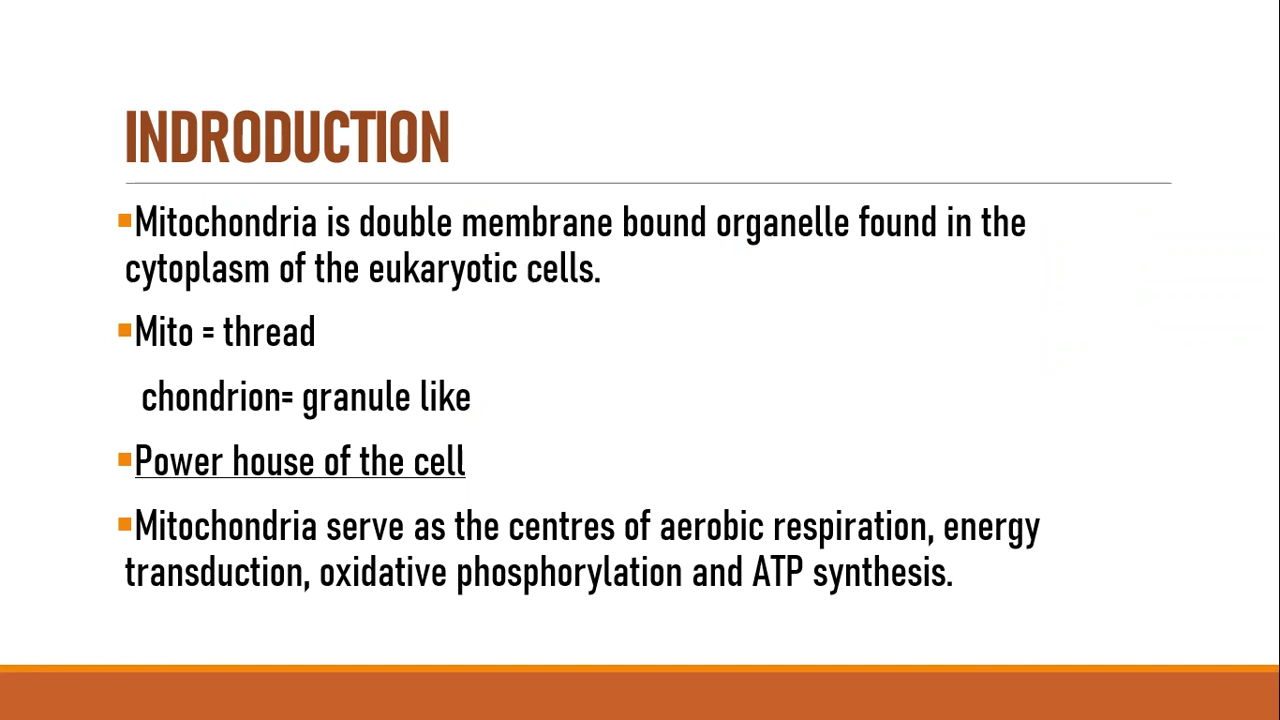 INDRODUCTION
▪Mitochondria is double membrane bound organelle found in the
cytoplasm of the eukaryotic cells.
▪Mito = thread
chondrion= granule like
▪Power house of the cell
▪Mitochondria serve as the centres of aerobic respiration, energy
transduction, oxidative phosphorylation and ATP synthesis.